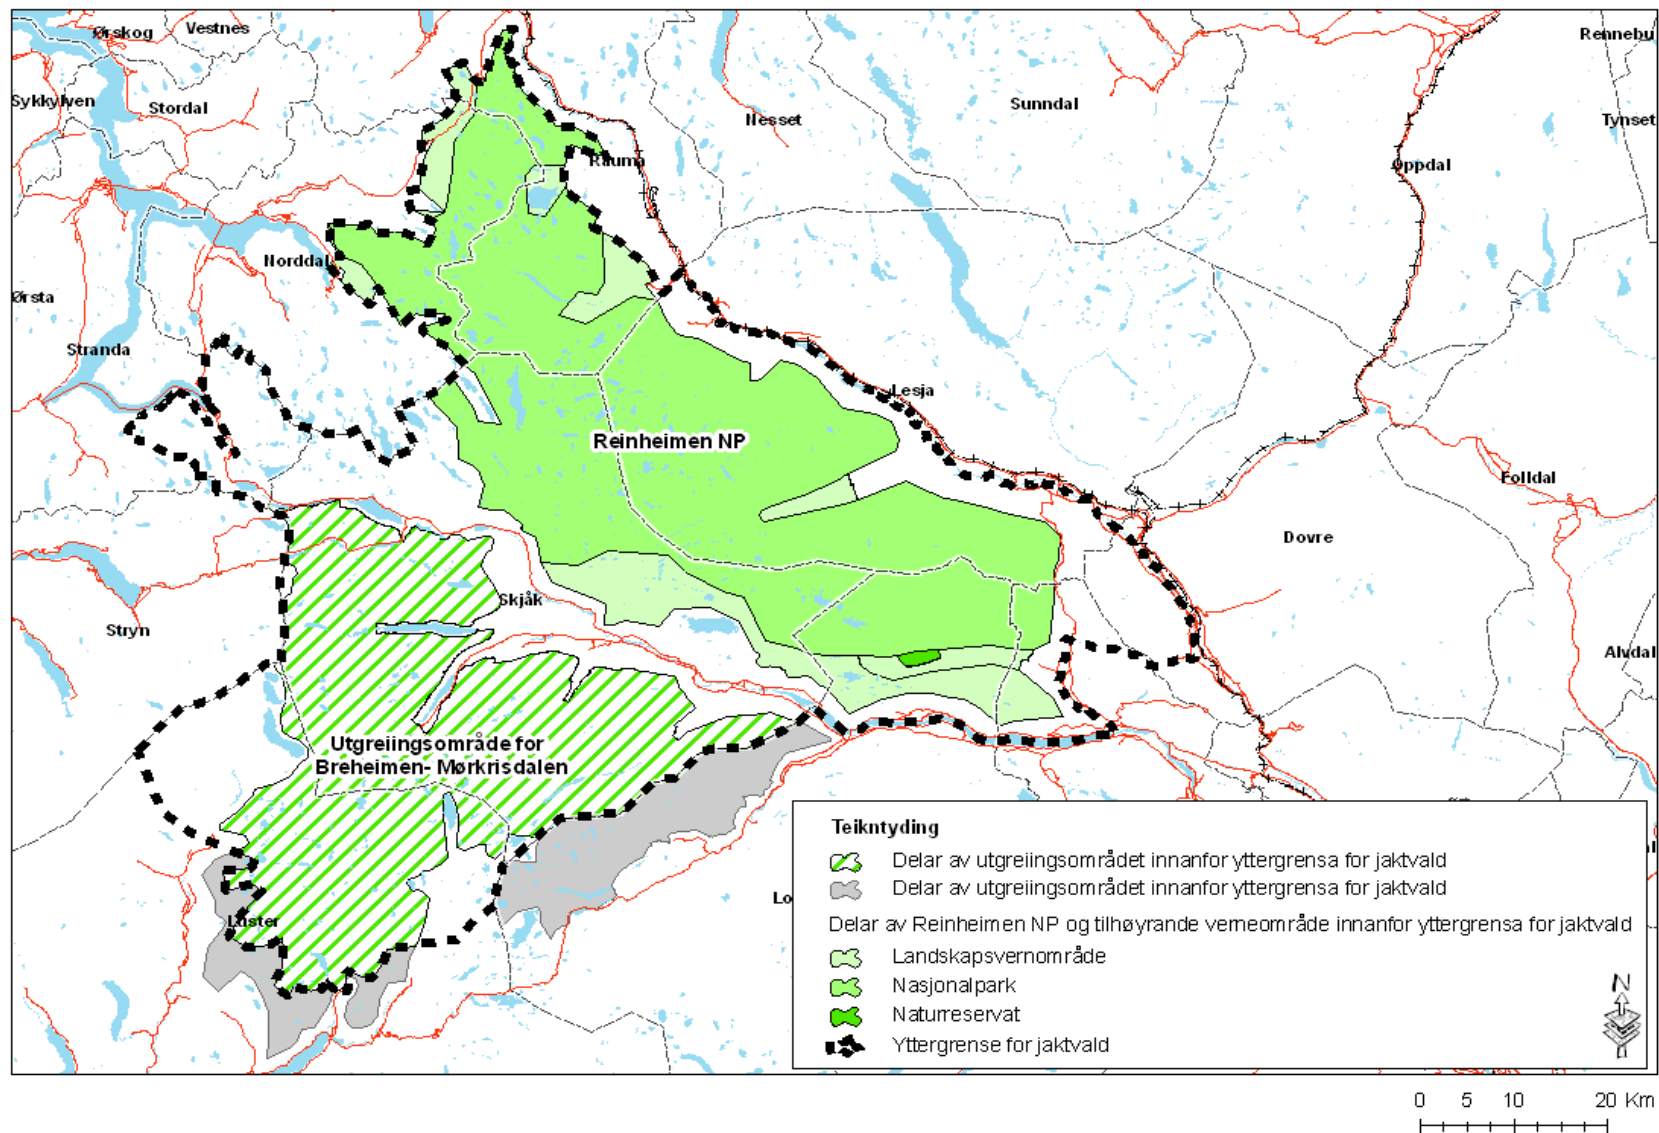 Ørskog
Vestnes
Rennebu
Sykkylven
Stordal
Nesset
Sunndal
Tynset
Rauma
Oppdal
Norddal
Ørsta
Stranda
Lesja
Reinheimen NP
Folldal
Dovre
Skjåk
Stryn
Alvdal
Utgreiingsområde for
Breheimen- Mørkrisdalen
Luster
Lo
Teikntyding
Delar av utgreiingsområdet innanfor yttergrensa for jaktvald
Delar av utgreiingsområdet innanfor yttergrensa for jaktvald
Delar av Reinheimen NP og tilhøyrande verneområde innanfor yttergrensa for jaktvald
Landskapsvernområde
Nasjonalpark
Naturreservat
Yttergrense for jaktvald
N
0 5 10 20 Km